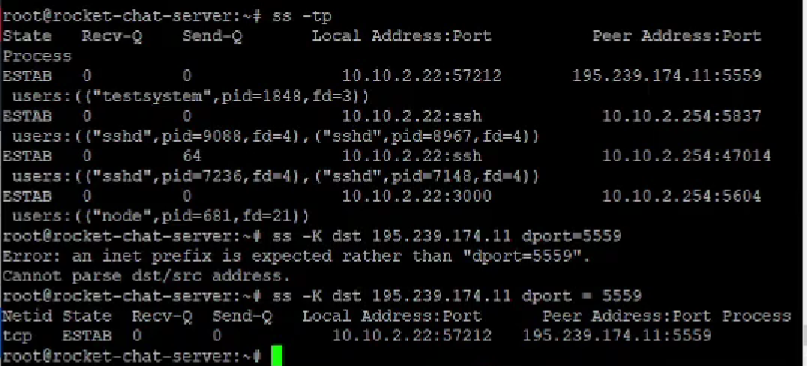 root@rocket-chat-server:~# ss -tp
State Recv-Q Send-Q Local Address:Port Peer Address:Port
Process
ESTAB 0 0 10.10.2.22:57212 195.239.174.11:5559
users:(("testsystem",pid=1848,fd=3))
ESTAB 0 0 10.10.2.22:ssh 10.10.2.254:5837
users:(("sshd",pid=9088,fd=4),("sshd",pid=8967,fd=4))
ESTAB 0 64 10.10.2.22:ssh 10.10.2.254:47014
users:(("sshd",pid=7236,fd=4),("sshd",pid=7148,fd=4))
ESTAB 0 0 10.10.2.22:3000 10.10.2.254:5604
users:(("node",pid=681,fd=21))
root@rocket-chat-server:~# ss -K dst 195.239.174.11 dport=5559
Error: an inet prefix is expected rather than "dport=5559".
Cannot parse dst/src address.
root@rocket-chat-server:~# ss -K dst 195.239.174.11 dport = 5559
Netid State Recv-Q Send-Q Local Address:Port Peer Address:Port Process
tcp ESTAB 0 0 10.10.2.22:57212 195.239.174.11:5559
root@rocket-chat-server:~#